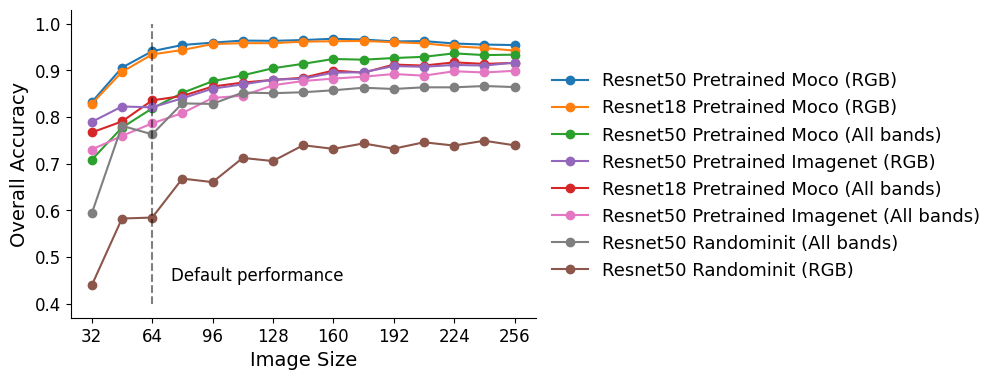 Overall Accuracy
1.0
0.9
0.8
0.7
0.6
0.5
0.4
Default performance
32 64 96 128 160 192 224 256
Image Size
Resnet50 Pretrained Moco (RGB)
Resnet18 Pretrained Moco (RGB)
Resnet50 Pretrained Moco (All bands)
Resnet50 Pretrained Imagenet (RGB)
Resnet18 Pretrained Moco (All bands)
Resnet50 Pretrained Imagenet (All bands)
Resnet50 Randominit (All bands)
Resnet50 Randominit (RGB)